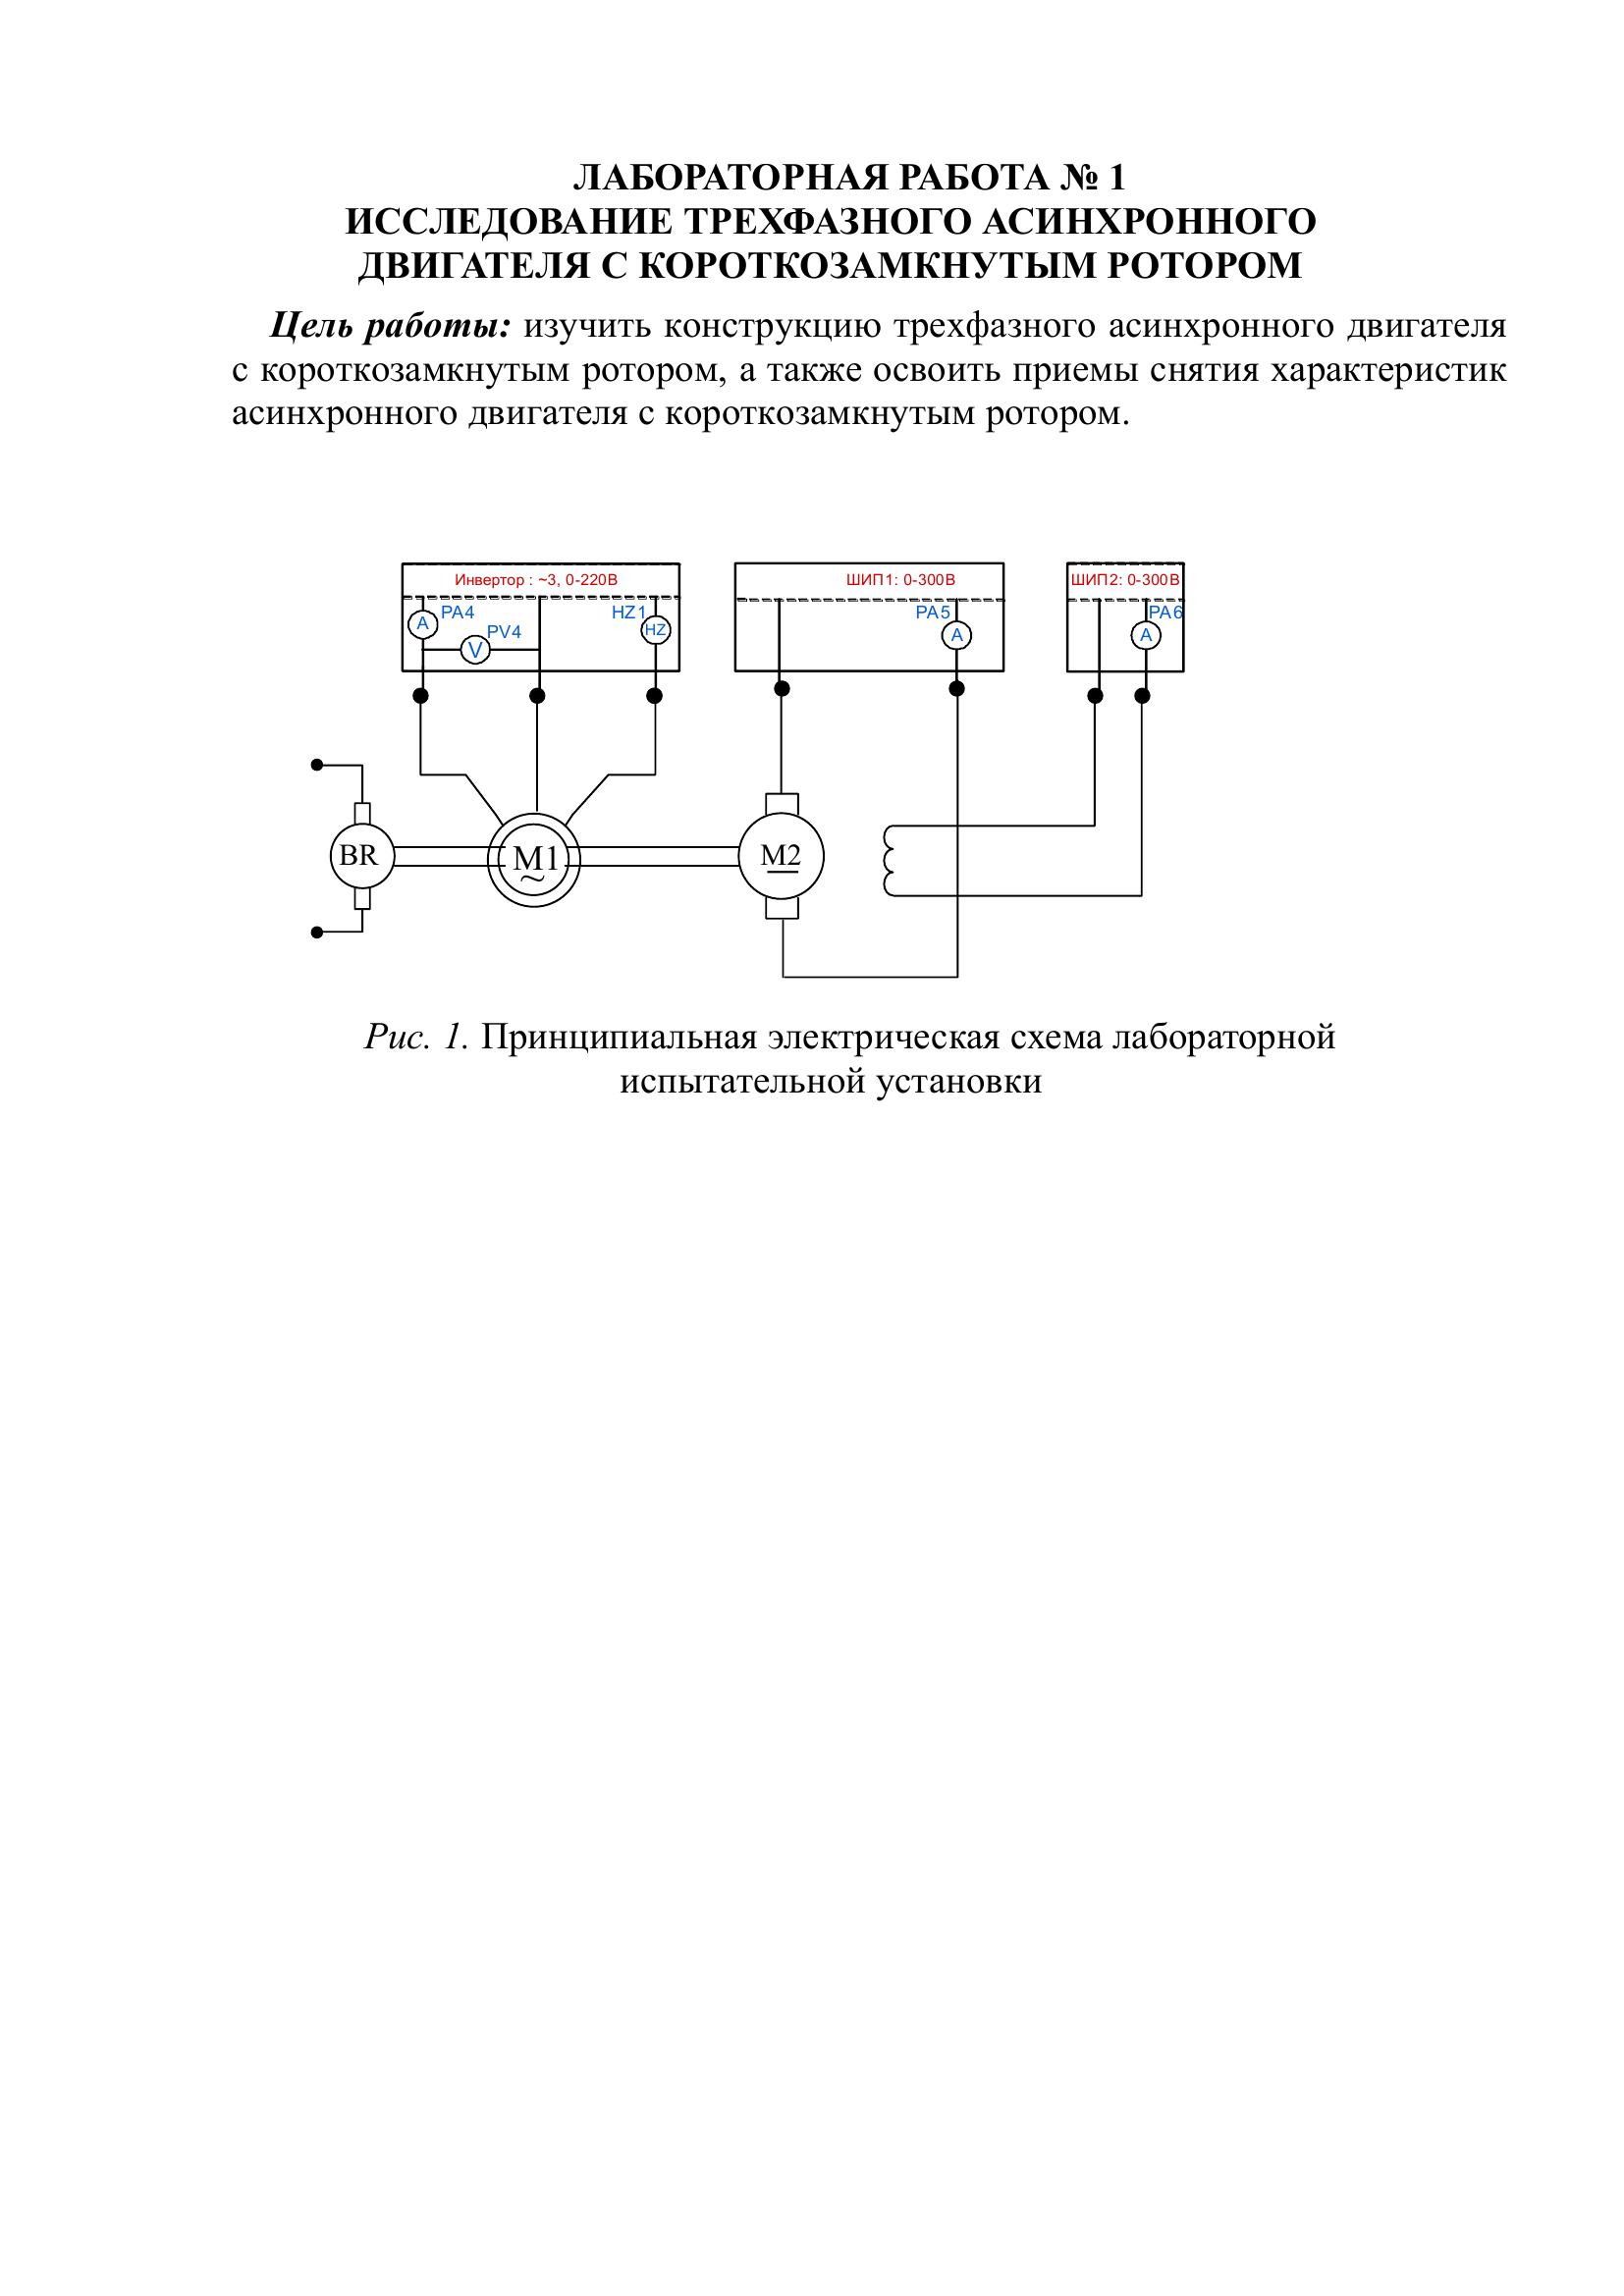 ЛАБОРАТОРНАЯ РАБОТА № 1
ИССЛЕДОВАНИЕ ТРЕХФАЗНОГО АСИНХРОННОГО
ДВИГАТЕЛЯ С КОРОТКОЗАМКНУТЫМ РОТОРОМ
Цель работы: изучить конструкцию трехфазного асинхронного двигателя
с короткозамкнутым ротором, а также освоить приемы снятия характеристик
асинхронного двигателя с короткозамкнутым ротором.
Инвертор : ~3, 0-220В
ШИП1: 0-300В
ШИП2: 0-300В
A
PA4
V
PV4
HZ1
HZ
PA5
A
PA6
A
BR
M1
~
M2
Рис. 1. Принципиальная электрическая схема лабораторной
испытательной установки